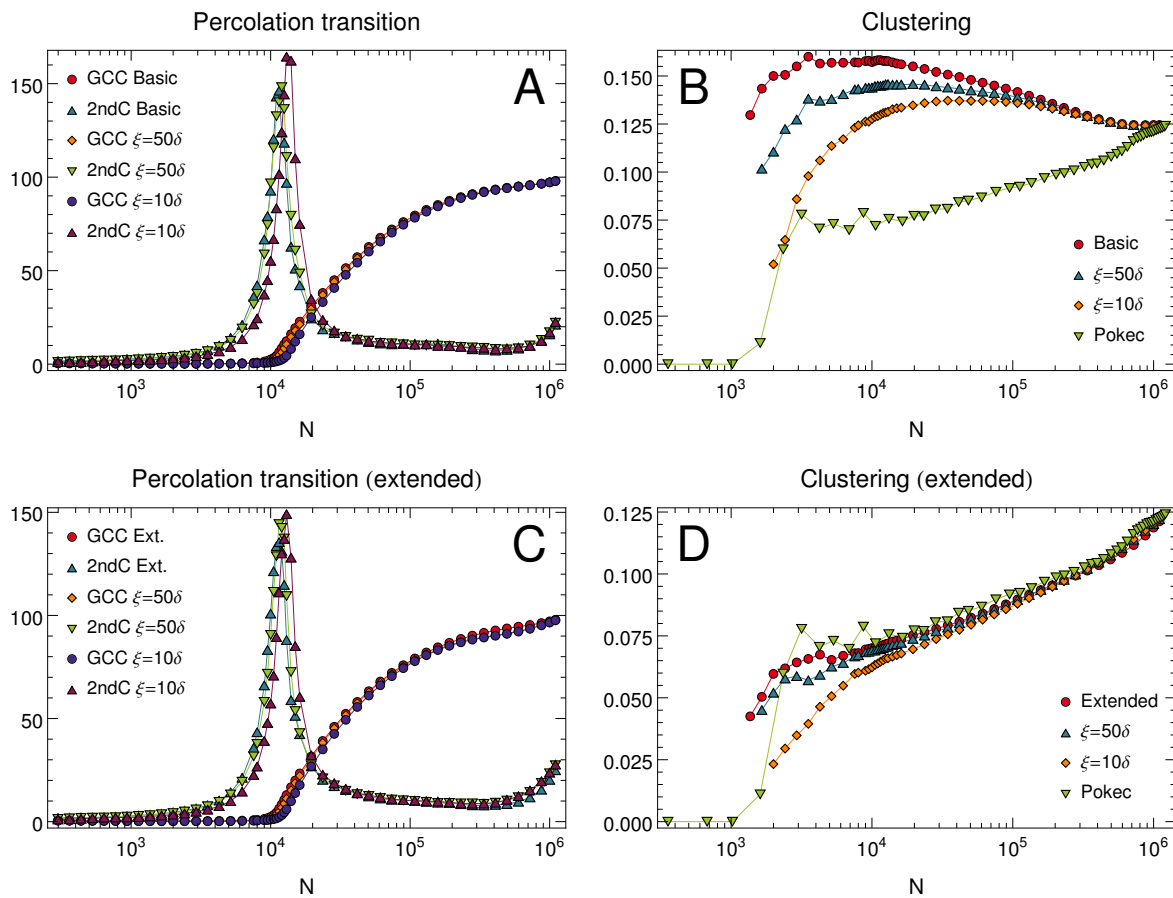 Percolation transition
A
150
100
50
0
GCC Basic
2ndC Basic
GCC ξ=50δ
2ndC ξ=50δ
GCC ξ=10δ
2ndC ξ=10δ
10³ 10⁴ 10⁵ 10⁶
N
Clustering
B
0.150
0.125
0.100
0.075
0.050
0.025
0.000
Basic
ξ=50δ
ξ=10δ
Pokec
10³ 10⁴ 10⁵ 10⁶
N
Percolation transition (extended)
C
150
100
50
0
GCC Ext.
2ndC Ext.
GCC ξ=50δ
2ndC ξ=50δ
GCC ξ=10δ
2ndC ξ=10δ
10³ 10⁴ 10⁵ 10⁶
N
Clustering (extended)
D
0.125
0.100
0.075
0.050
0.025
0.000
Extended
ξ=50δ
ξ=10δ
Pokec
10³ 10⁴ 10⁵ 10⁶
N